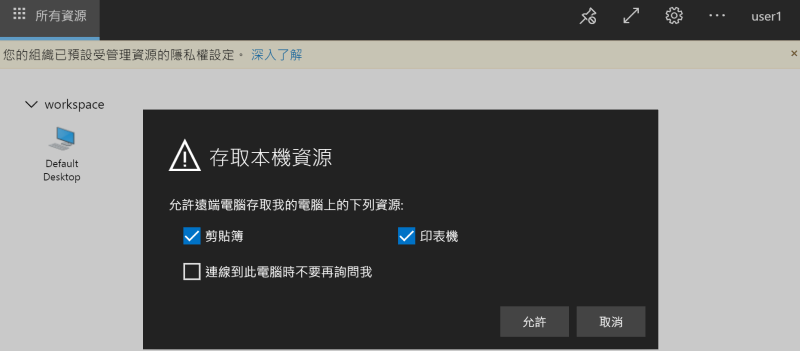 所有資源
user1
您的組織已預設受管理資源的隱私權設定。 深入了解
workspace
Default
Desktop
存取本機資源
允許遠端電腦存取我的電腦上的下列資源:
剪貼簿 印表機
連線到此電腦時不要再詢問我
允許 取消